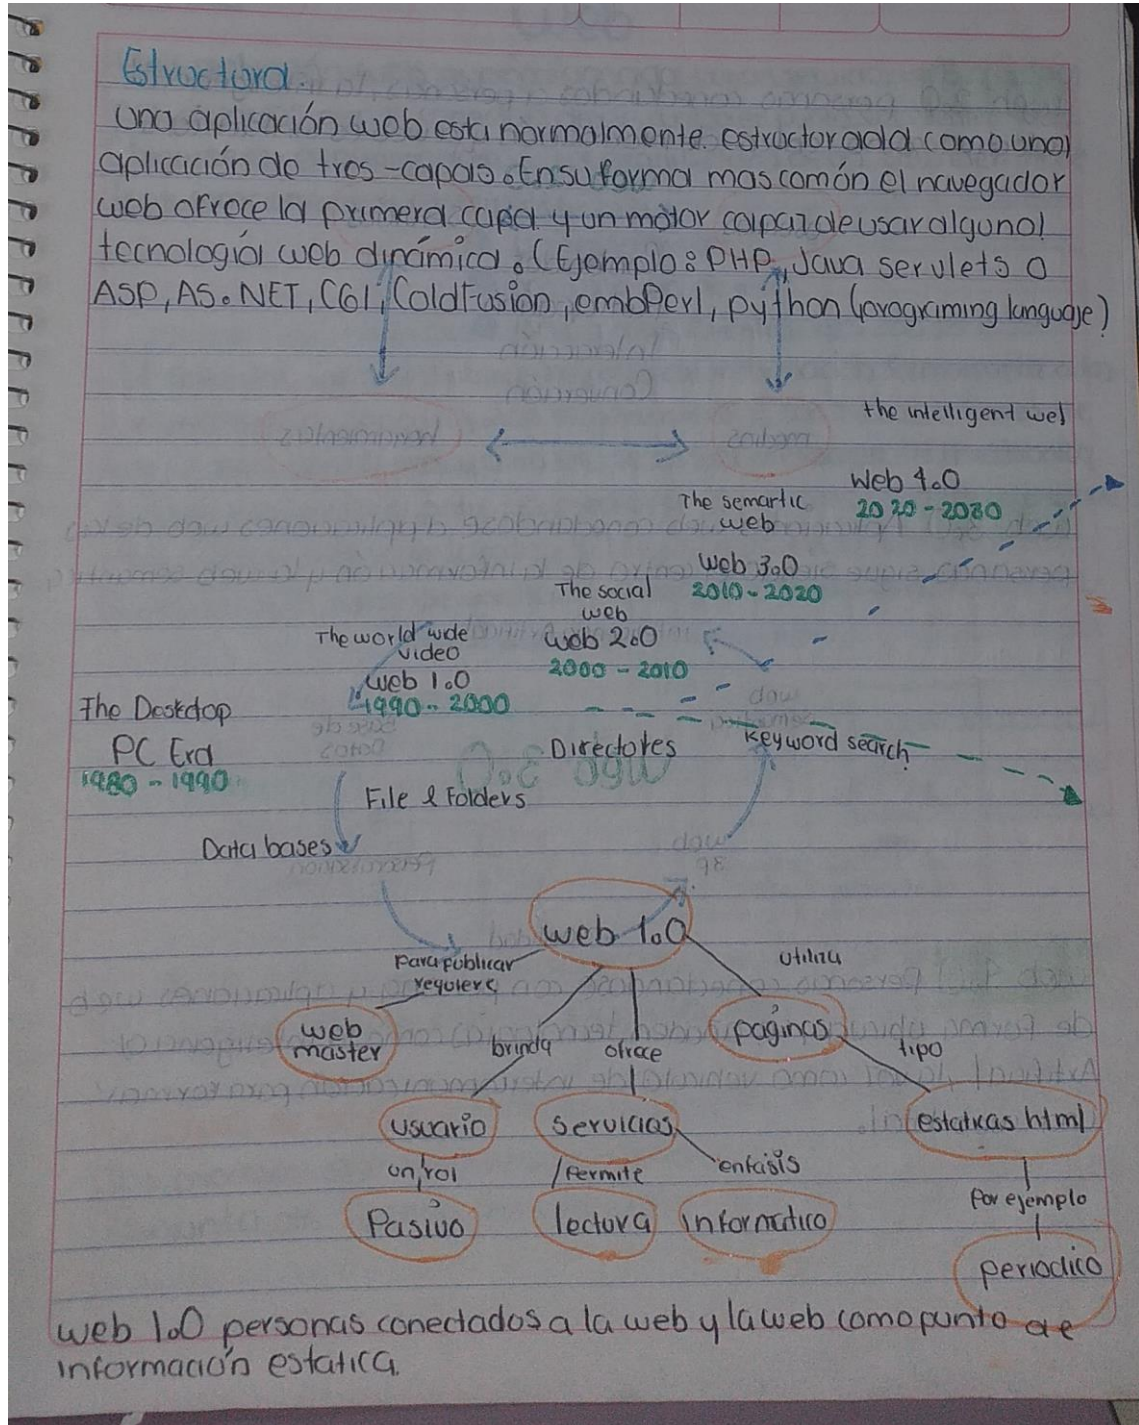 Estructura:
una aplicación web esta normalmente estructorada como una
aplicación de tres-capas. En su forma mas común el navegador
web ofrece la primera capa y un motor capaz de usar alguna
tecnología web dinámica. (Ejemplo: PHP, Java servlets o
ASP, AS.NET, CGI, ColdFusion, embPerl, python (programing language)
the intelligent web
Web 4.0
2020-2030
The semartic
web
Web 3.0
2010-2020
The social
web
Web 2.0
2000-2010
The world wide
video
Web 1.0
1990-2000
The Desktop
PC Era
1980-1990
Directores
Keyword search
File & Folders
Data bases
web 1.0
para publicar
requiere
utiliza
web
master
brinda
ofrece
paginas
tipo
usuario
servicios
estaticas html
un rol
permite
enfasis
por ejemplo
Pasivo
lectura
informatico
periodico
web 1.0 personas conectados a la web y la web como punto de
información estatica.